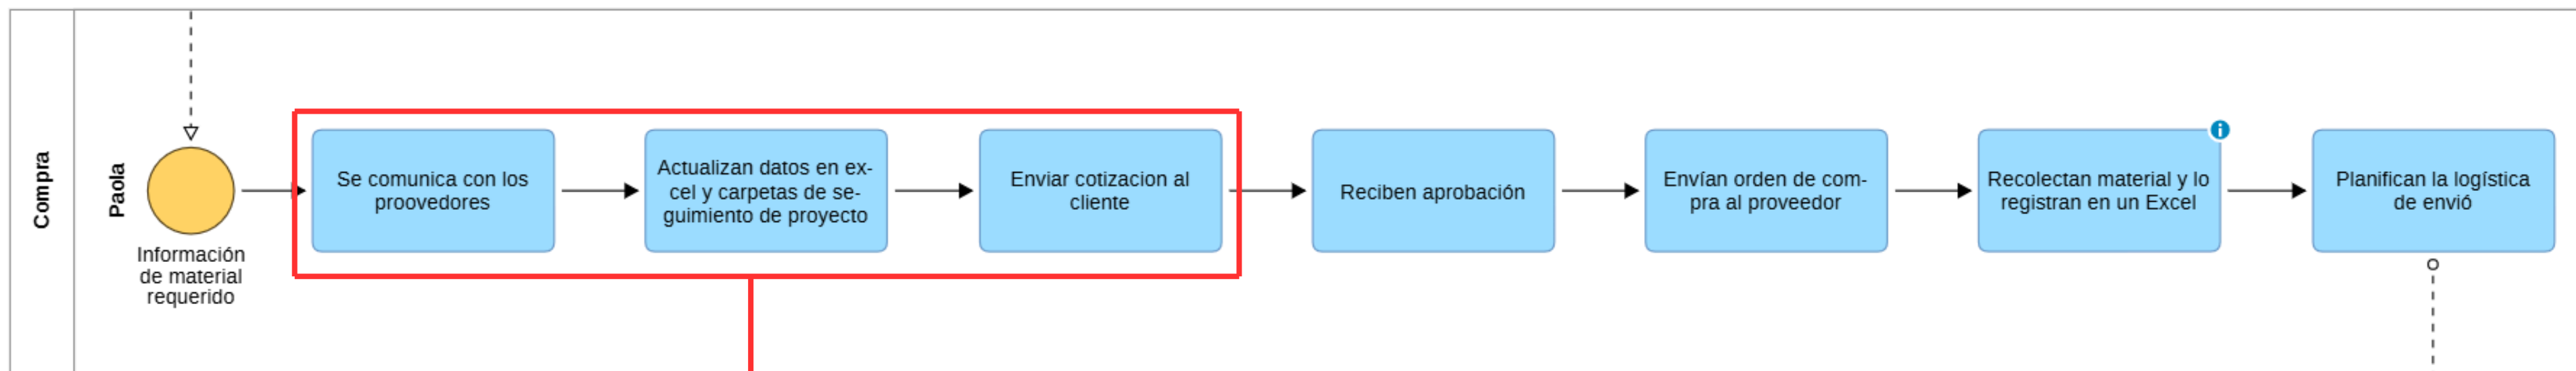 Compra
Paola
Información
de material
requerido
Se comunica con los
proovedores
Actualizan datos en ex-
cel y carpetas de se-
guimiento de proyecto
Enviar cotizacion al
cliente
Reciben aprobación
Envían orden de com-
pra al proveedor
Recolectan material y lo
registran en un Excel
i
Planifican la logística
de envió